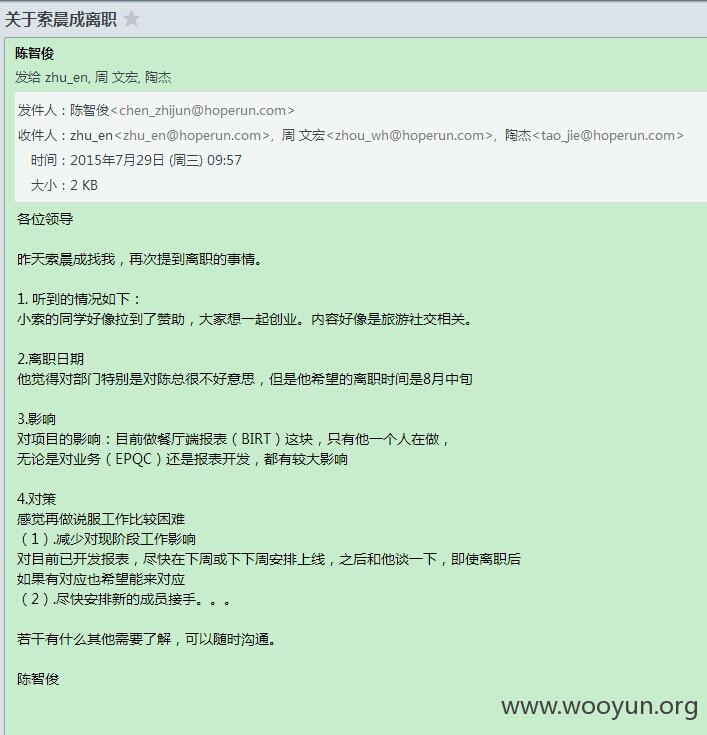 关于索晨成离职
陈智俊
发给 zhu_en, 周 文宏, 陶杰
发件人：陈智俊<chen_zhijun@hoperun.com>
收件人：zhu_en<zhu_en@hoperun.com>, 周 文宏<zhou_wh@hoperun.com>, 陶杰<tao_jie@hoperun.com>
时间：2015年7月29日 (周三) 09:57
大小：2 KB
各位领导
昨天索晨成找我，再次提到离职的事情。
1. 听到的情况如下：
小索的同学好像拉到了赞助，大家想一起创业。内容好像是旅游社交相关。
2.离职日期
他觉得对部门特别是对陈总很不好意思，但是他希望的离职时间是8月中旬
3.影响
对项目的影响：目前做餐厅端报表（BIRT）这块，只有他一个人在做，
无论是对业务（EPQC）还是报表开发，都有较大影响
4.对策
感觉再做说服工作比较困难
（1）.减少对现阶段工作影响
对目前已开发报表，尽快在下周或下下周安排上线，之后和他谈一下，即使离职后
如果有对应也希望能来对应
（2）.尽快安排新的成员接手。。。
若干有什么其他需要了解，可以随时沟通。
陈智俊
www.wooyun.org